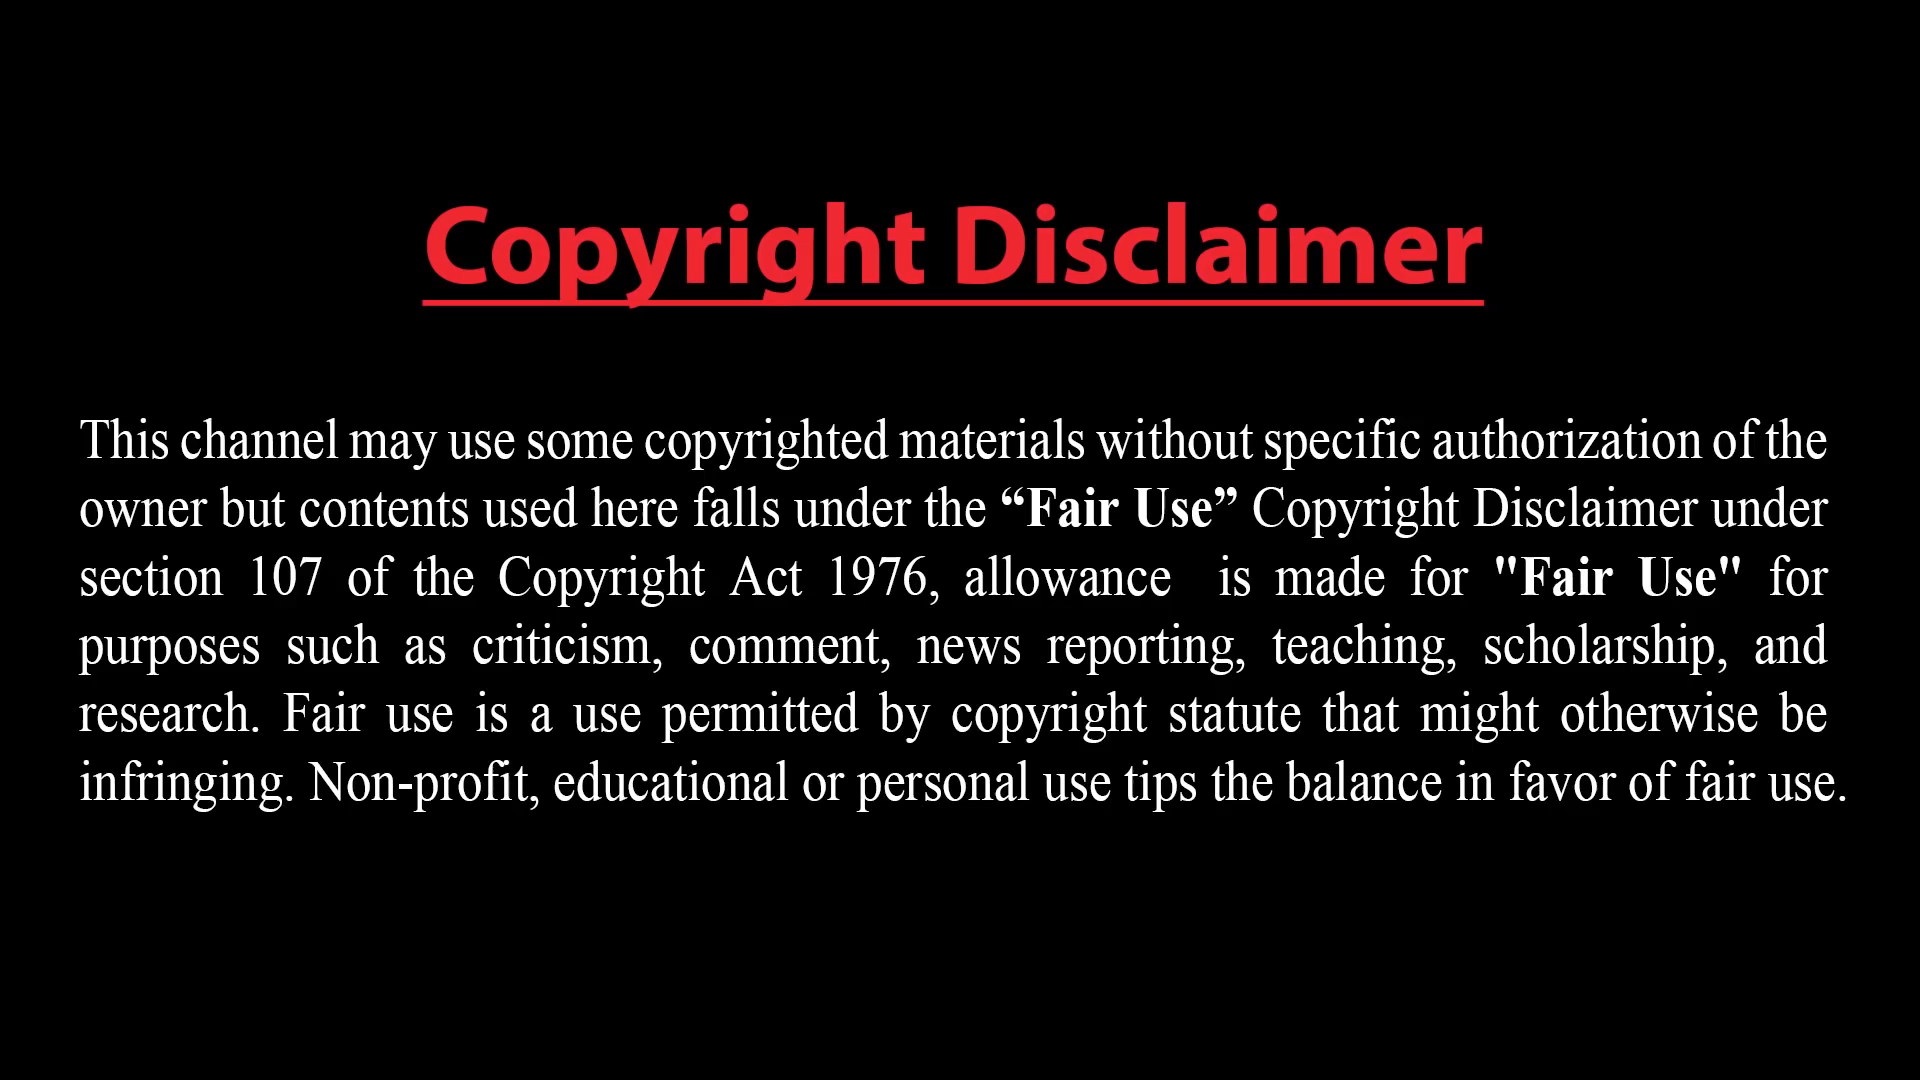 Copyright Disclaimer
This channel may use some copyrighted materials without specific authorization of the
owner but contents used here falls under the “Fair Use” Copyright Disclaimer under
section 107 of the Copyright Act 1976, allowance  is made for "Fair Use" for
purposes such as criticism, comment, news reporting, teaching, scholarship, and
research. Fair use is a use permitted by copyright statute that might otherwise be
infringing. Non-profit, educational or personal use tips the balance in favor of fair use.